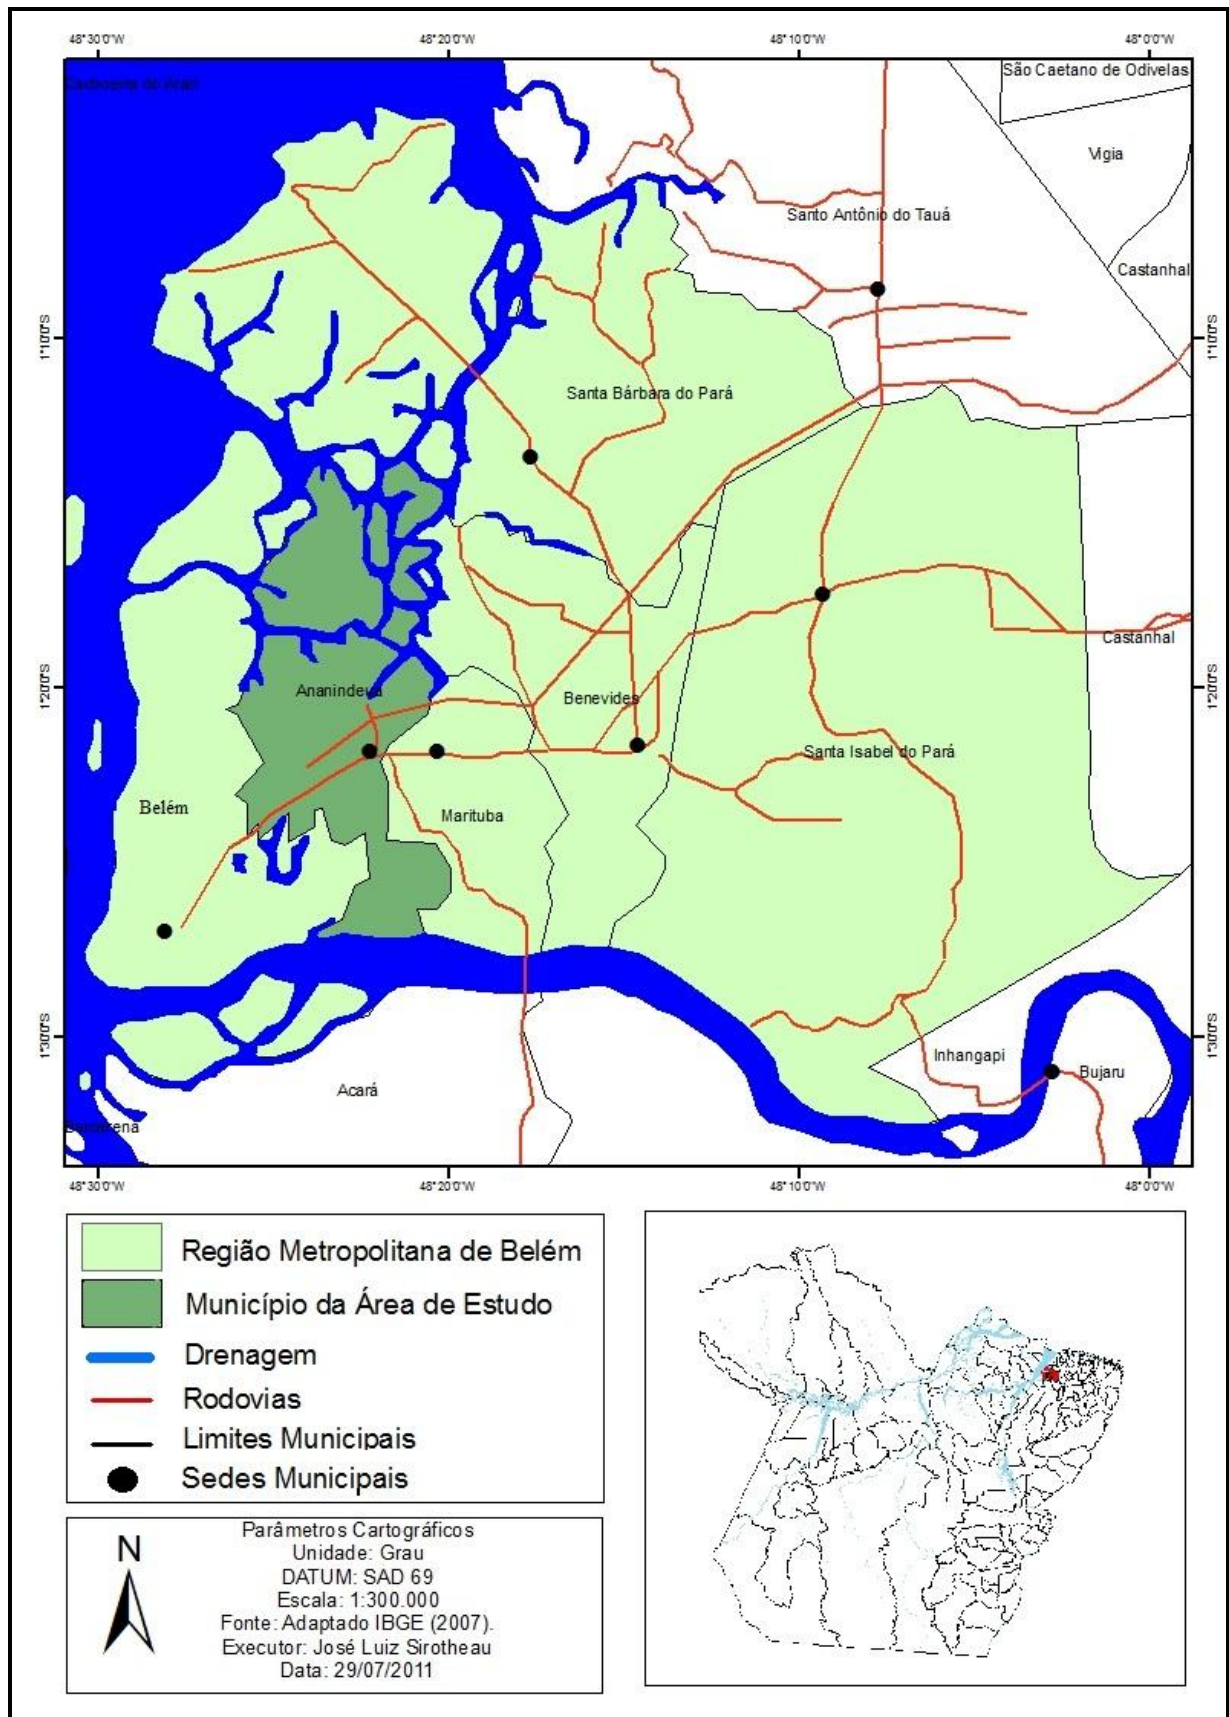 48°30'0"W 48°20'0"W 48°10'0"W 48°0'0"W
São Caetano de Odivelas
Vigia
Santo Antônio do Tauá
Castanhal
1°10'0"S 1°10'0"S
Santa Bárbara do Pará
Castanhal
1°20'0"S 1°20'0"S
Ananindeua
Benevides
Santa Isabel do Pará
Belém
Marituba
1°30'0"S 1°30'0"S
Inhangapi
Bujaru
Acará
Barcarena
48°30'0"W 48°20'0"W 48°10'0"W 48°0'0"W
Região Metropolitana de Belém
Município da Área de Estudo
Drenagem
Rodovias
Limites Municipais
Sedes Municipais
N
Parâmetros Cartográficos
Unidade: Grau
DATUM: SAD 69
Escala: 1:300.000
Fonte: Adaptado IBGE (2007).
Executor: José Luiz Sirotheau
Data: 29/07/2011